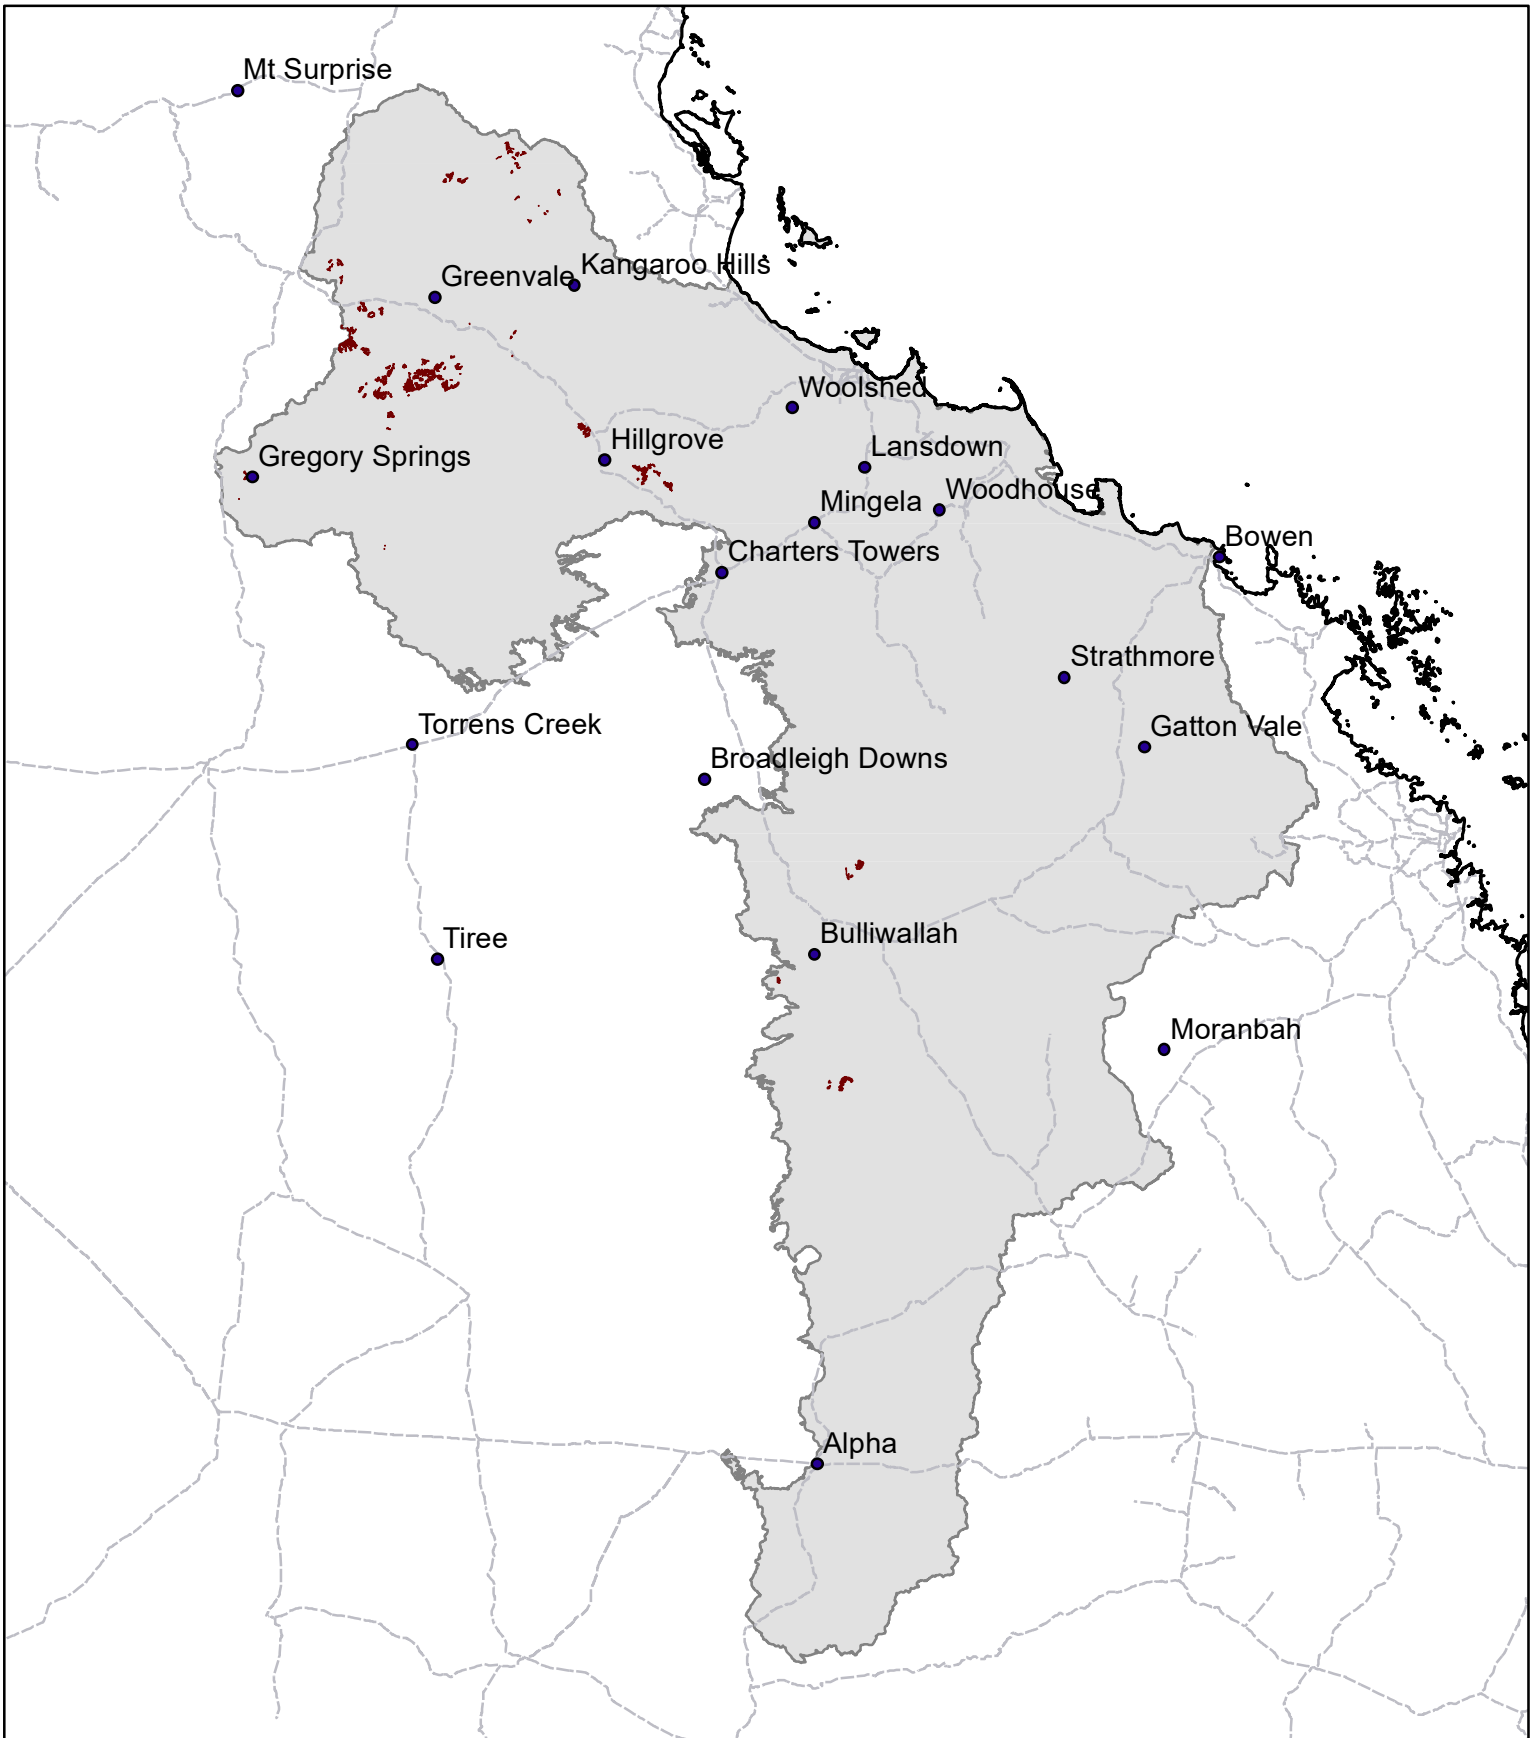 Mt Surprise
Kangaroo Hills
Greenvale
Woolshed
Hillgrove
Lansdown
Gregory Springs
Woodhouse
Mingela
Bowen
Charters Towers
Strathmore
Torrens Creek
Gatton Vale
Broadleigh Downs
Bulliwallah
Tiree
Moranbah
Alpha